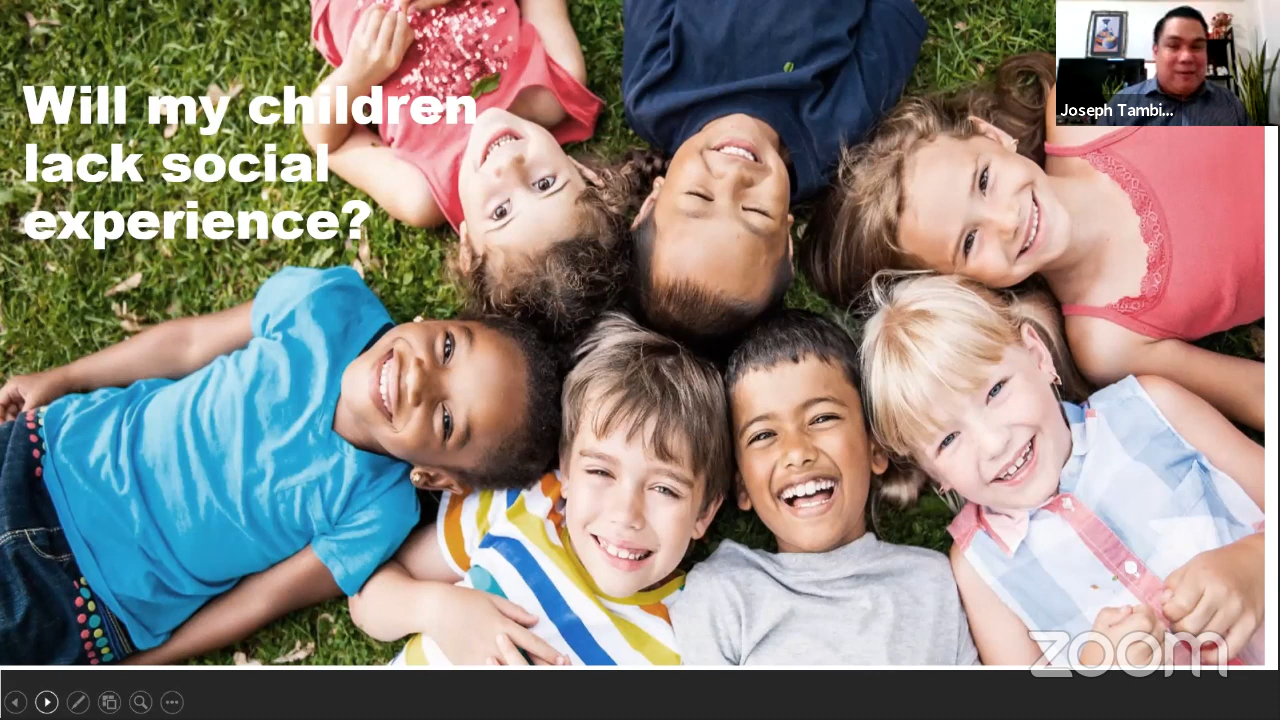 Will my children
lack social
experience?
Joseph Tambi...
zoom